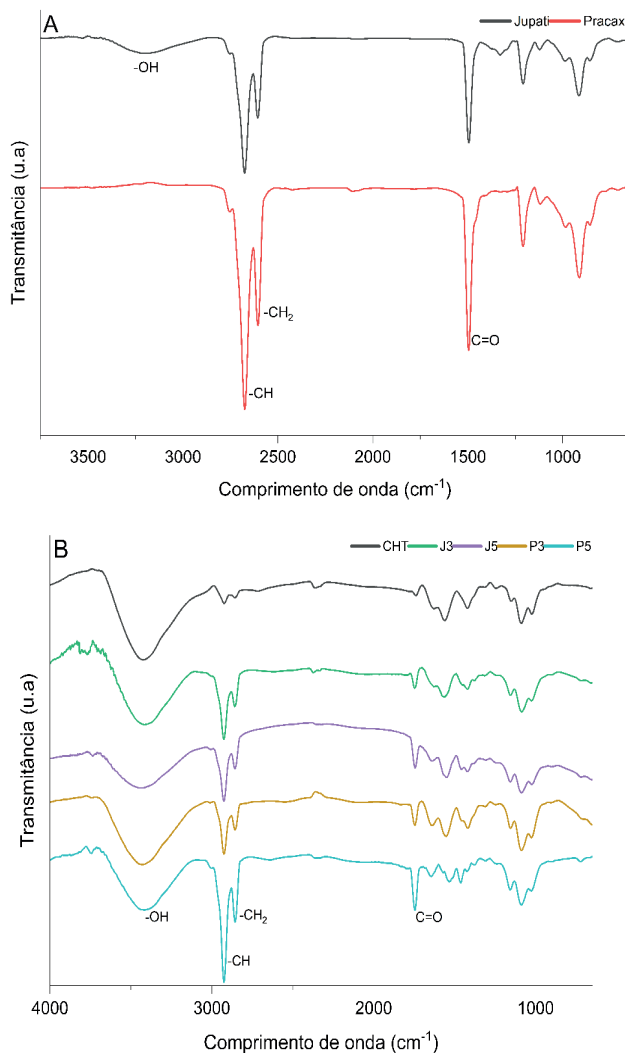 A
Jupati
Pracax
-OH
-CH₂
C=O
-CH
Transmitância (u.a)
3500 3000 2500 2000 1500 1000
Comprimento de onda (cm⁻¹)
B
CHT J3 J5 P3 P5
-OH
-CH₂
C=O
-CH
Transmitância (u.a)
4000 3000 2000 1000
Comprimento de onda (cm⁻¹)